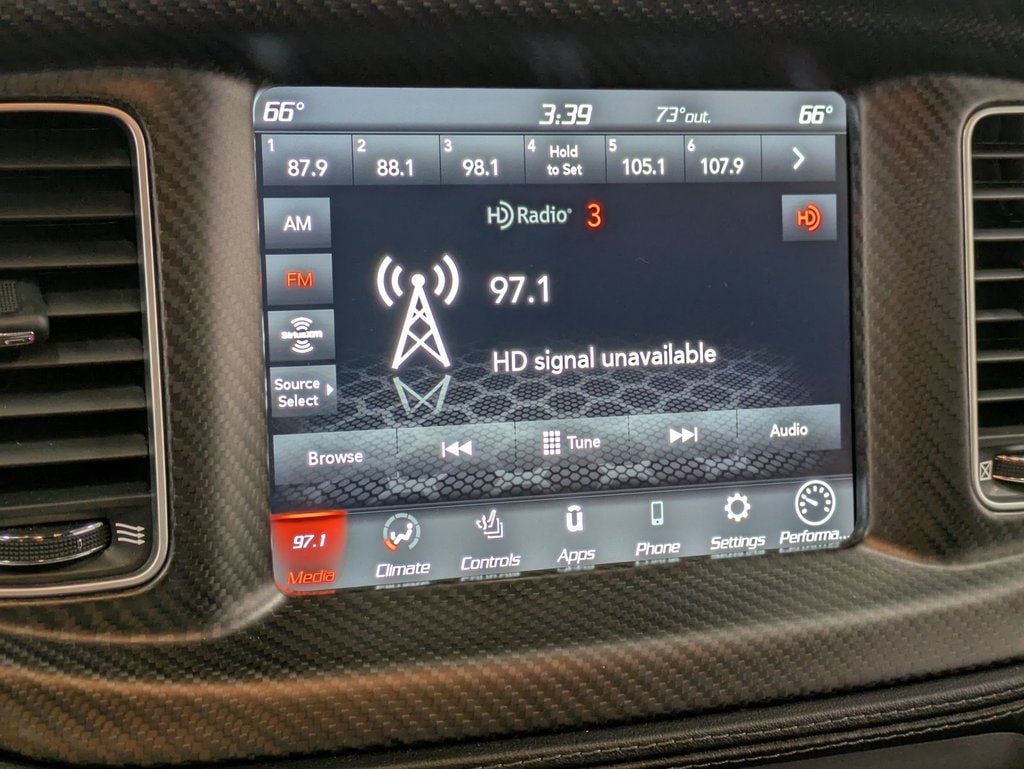 66° 3:39 73°out. 66°
1 87.9 2 88.1 3 98.1 4 Hold to Set 5 105.1 6 107.9
AM
HD Radio® 3
HD
FM
97.1
SiriusXM
HD signal unavailable
Source
Select
Browse Tune Audio
97.1
Media Climate Controls Apps Phone Settings Performa...